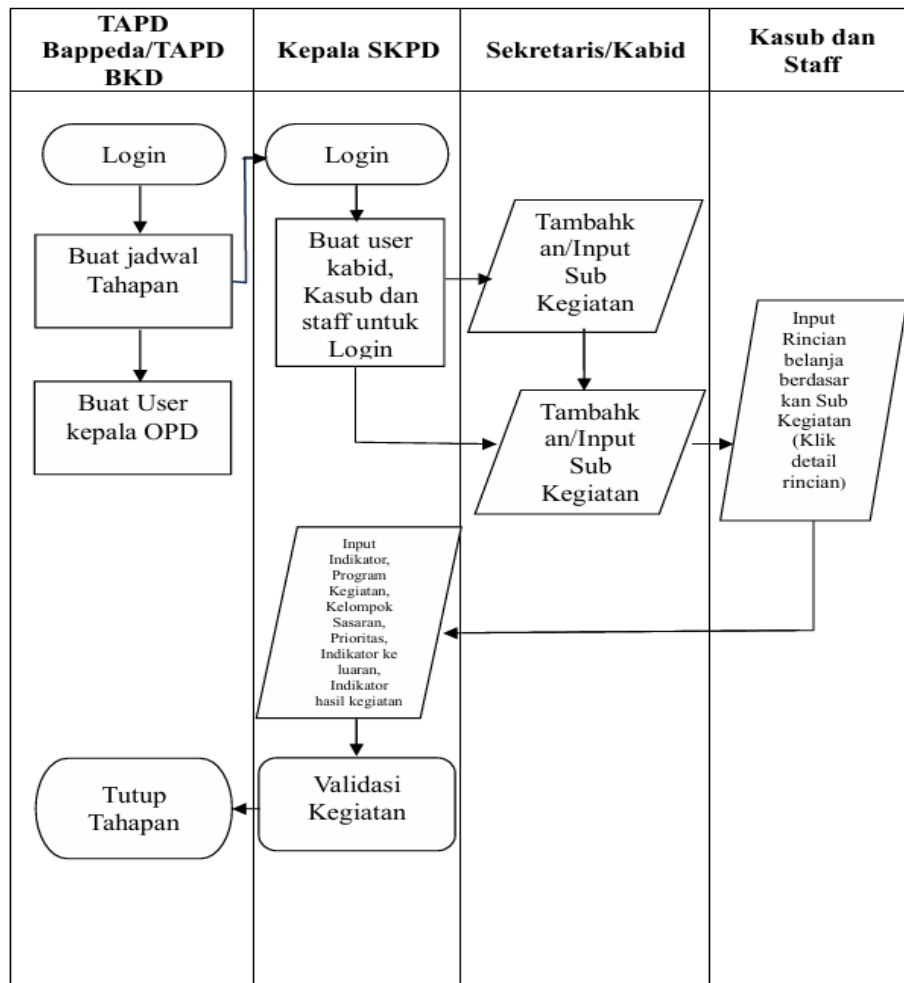 TAPD
Bappeda/TAPD
BKD
Kepala SKPD
Sekretaris/Kabid
Kasub dan
Staff
Login
Login
Buat jadwal
Tahapan
Buat user
kabid,
Kasub dan
staff untuk
Login
Tambahk
an/Input
Sub
Kegiatan
Input
Rincian
belanja
berdasar
kan Sub
Kegiatan
(Klik
detail
rincian)
Buat User
kepala OPD
Tambahk
an/Input
Sub
Kegiatan
Input
Indikator,
Program
Kegiatan,
Kelompok
Sasaran,
Prioritas,
Indikator ke
luaran,
Indikator
hasil kegiatan
Tutup
Tahapan
Validasi
Kegiatan